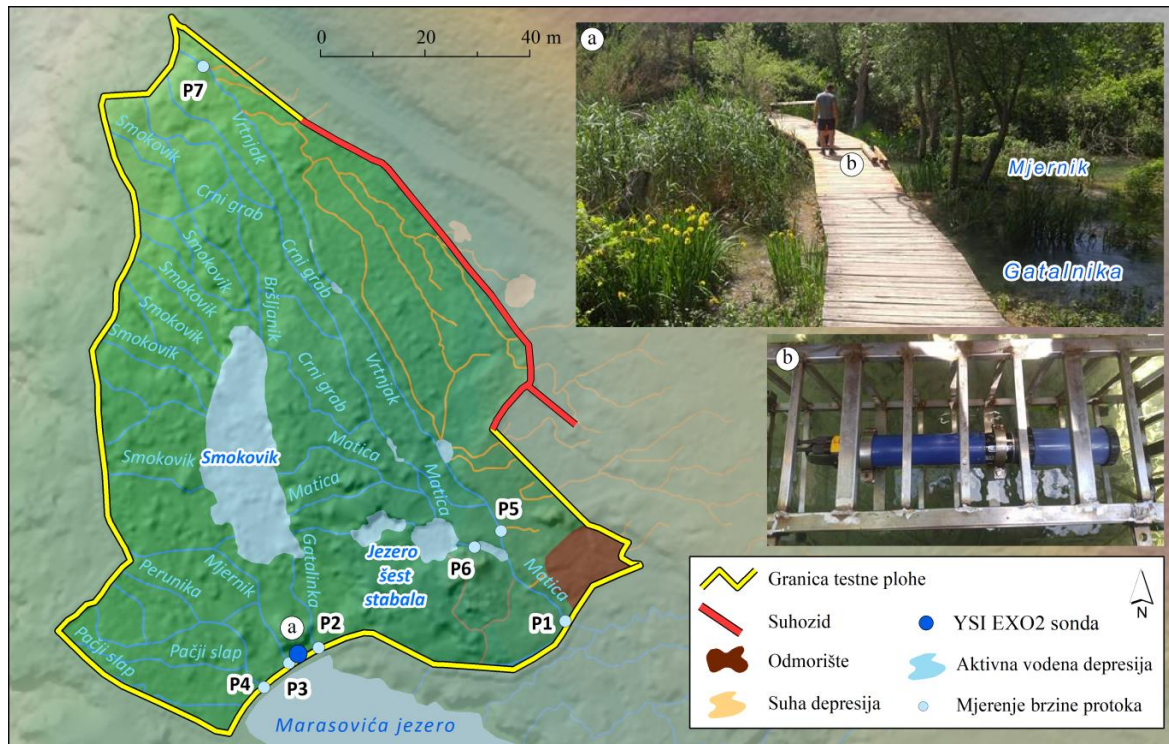 0 20 40 m
P7
Smokovik
Vrtnjak
Crni grab
Smokovik
Crni grab
Smokovik
Bršljanik
Smokovik
Smokovik
Crni grab
Vrtnjak
Smokovik
Matica
Smokovik
Matica
Matica
P5
Jezero
šest
stabala
P6
Matica
Gatalinka
Mjernik
Perunika
P1
a
P2
Pačji slap
Pačji slap
P4
P3
Marasovića jezero
a
b
Mjernik
Gatalnika
b
Granica testne plohe
Suhozid
Odmorište
Suha depresija
YSI EXO2 sonda
Aktivna vodena depresija
Mjerenje brzine protoka
N